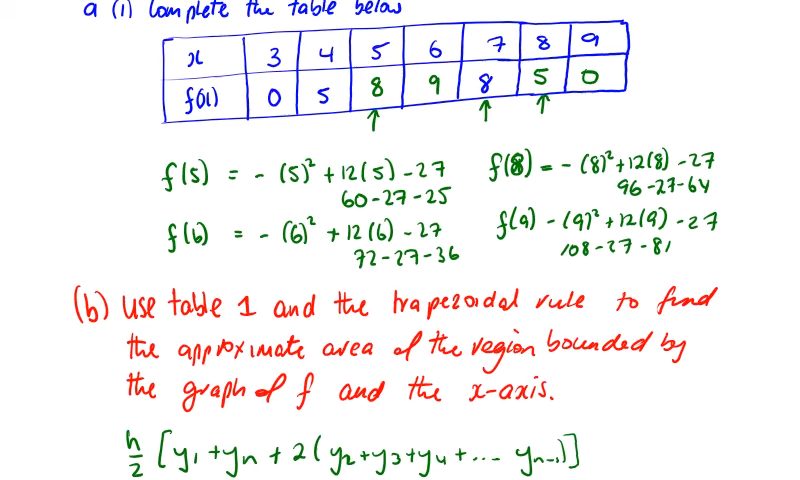 a (i) Complete the table below
x 3 4 5 6 7 8 9
f(x) 0 5 8 9 8 5 0
↑ ↑ ↑
f(5) = - (5)² + 12(5) - 27 f(8) = - (8)² + 12(8) - 27
60 - 27 - 25 96 - 27 - 64
f(6) = - (6)² + 12(6) - 27 f(9) - (9)² + 12(9) - 27
72 - 27 - 36 108 - 27 - 81
(b) Use table 1 and the trapezoidal rule to find
the approximate area of the region bounded by
the graph of f and the x-axis.
h/2 [y₁ + yn + 2(y₂ + y₃ + y₄ + ... yn-1)]